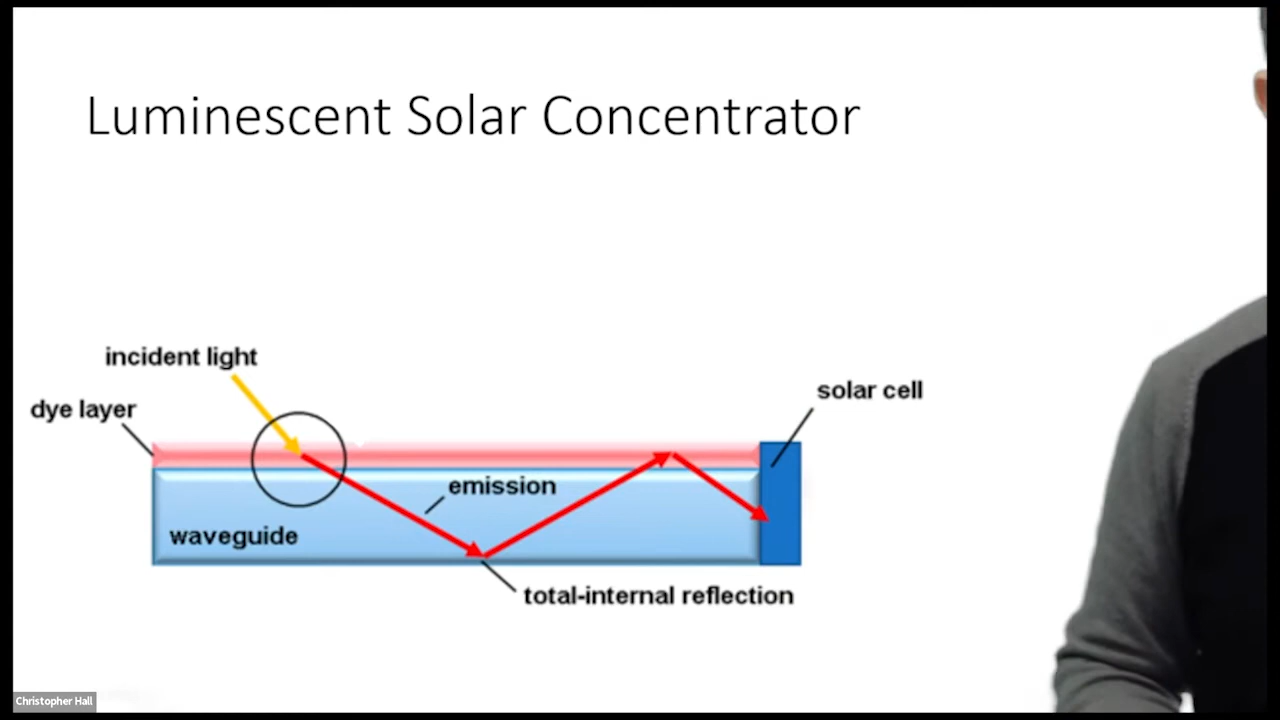 Luminescent Solar Concentrator
incident light
dye layer
solar cell
emission
waveguide
total-internal reflection
Christopher Hall